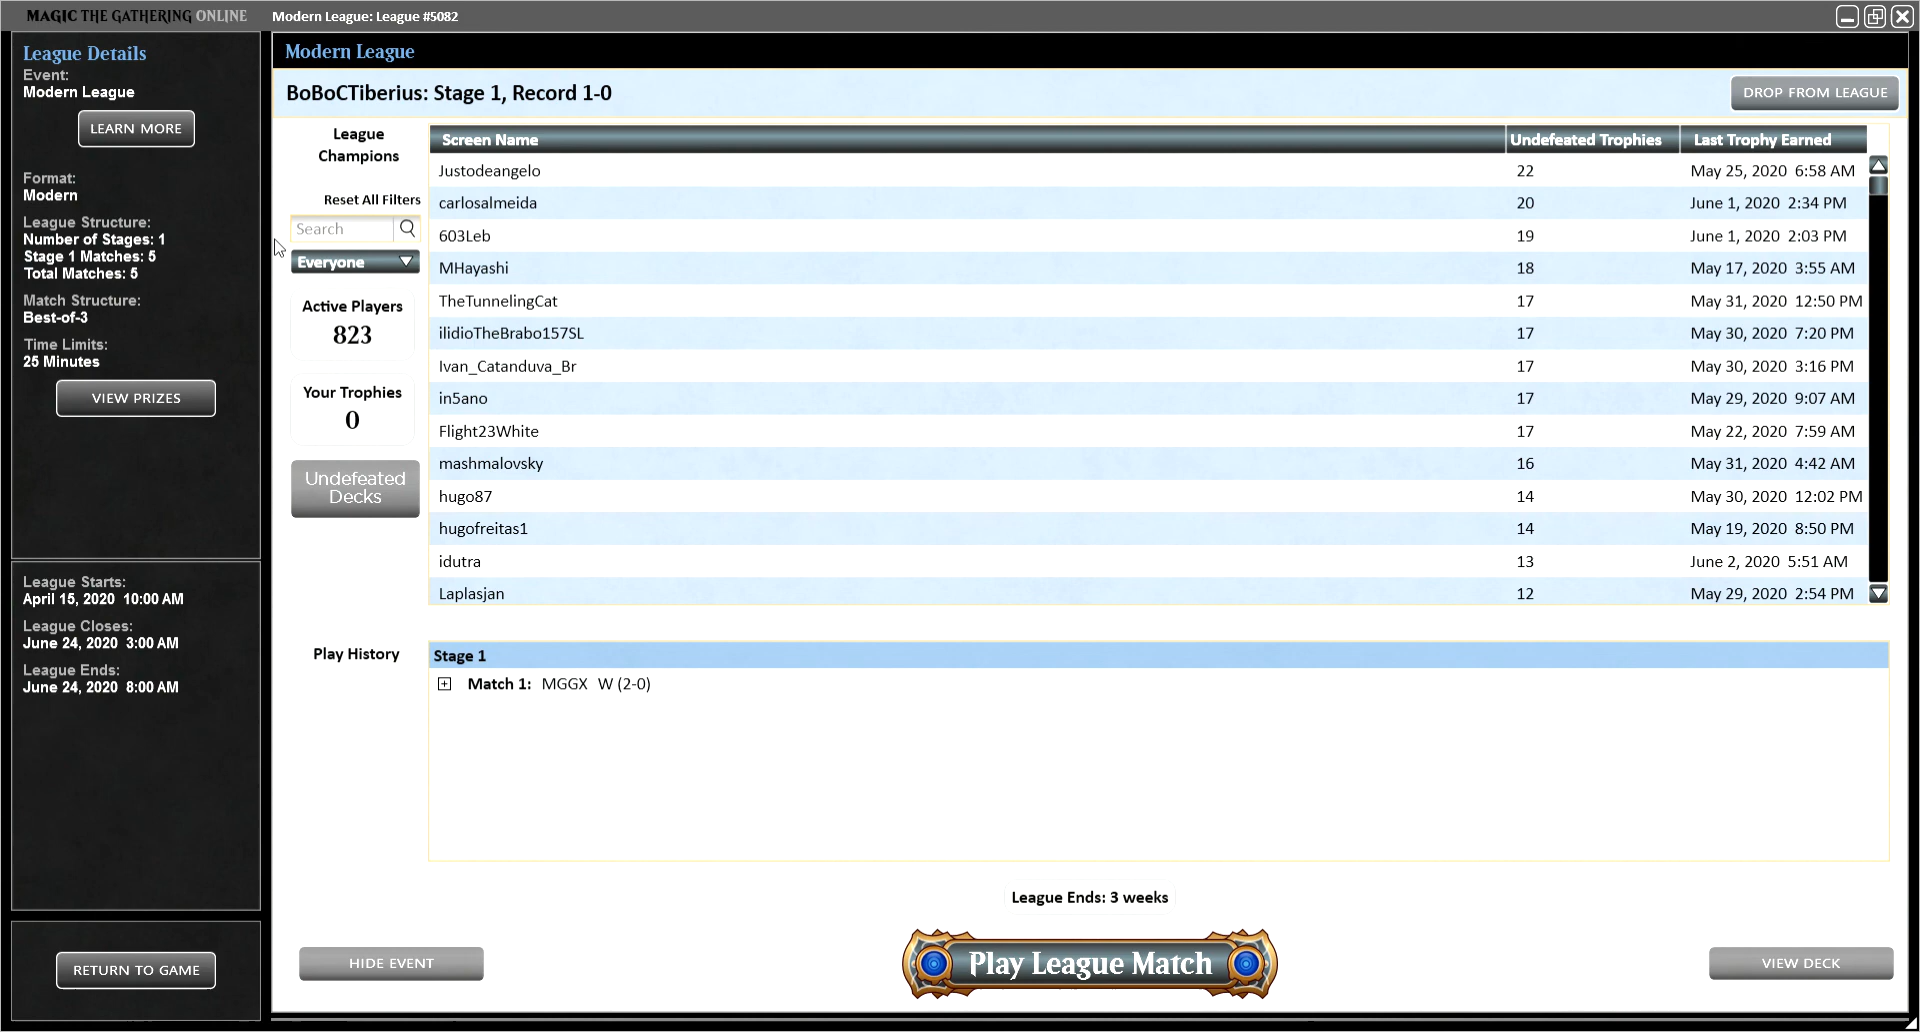 MAGIC THE GATHERING ONLINE
Modern League: League #5082
League Details
Event:
Modern League
LEARN MORE
Format:
Modern
League Structure:
Number of Stages: 1
Stage 1 Matches: 5
Total Matches: 5
Match Structure:
Best-of-3
Time Limits:
25 Minutes
VIEW PRIZES
League Starts:
April 15, 2020 10:00 AM
League Closes:
June 24, 2020 3:00 AM
League Ends:
June 24, 2020 8:00 AM
RETURN TO GAME
Modern League
BoBoCTiberius: Stage 1, Record 1-0
DROP FROM LEAGUE
League
Champions
Reset All Filters
Search
Everyone
Active Players
823
Your Trophies
0
Undefeated
Decks
Screen Name Undefeated Trophies Last Trophy Earned
Justodeangelo 22 May 25, 2020 6:58 AM
carlosalmeida 20 June 1, 2020 2:34 PM
603Leb 19 June 1, 2020 2:03 PM
MHayashi 18 May 17, 2020 3:55 AM
TheTunnelingCat 17 May 31, 2020 12:50 PM
ilidioTheBrabo157SL 17 May 30, 2020 7:20 PM
Ivan_Catanduva_Br 17 May 30, 2020 3:16 PM
in5ano 17 May 29, 2020 9:07 AM
Flight23White 17 May 22, 2020 7:59 AM
mashmalovsky 16 May 31, 2020 4:42 AM
hugo87 14 May 30, 2020 12:02 PM
hugofreitas1 14 May 19, 2020 8:50 PM
idutra 13 June 2, 2020 5:51 AM
Laplasjan 12 May 29, 2020 2:54 PM
Play History
Stage 1
Match 1: MGGX W (2-0)
League Ends: 3 weeks
HIDE EVENT
Play League Match
VIEW DECK